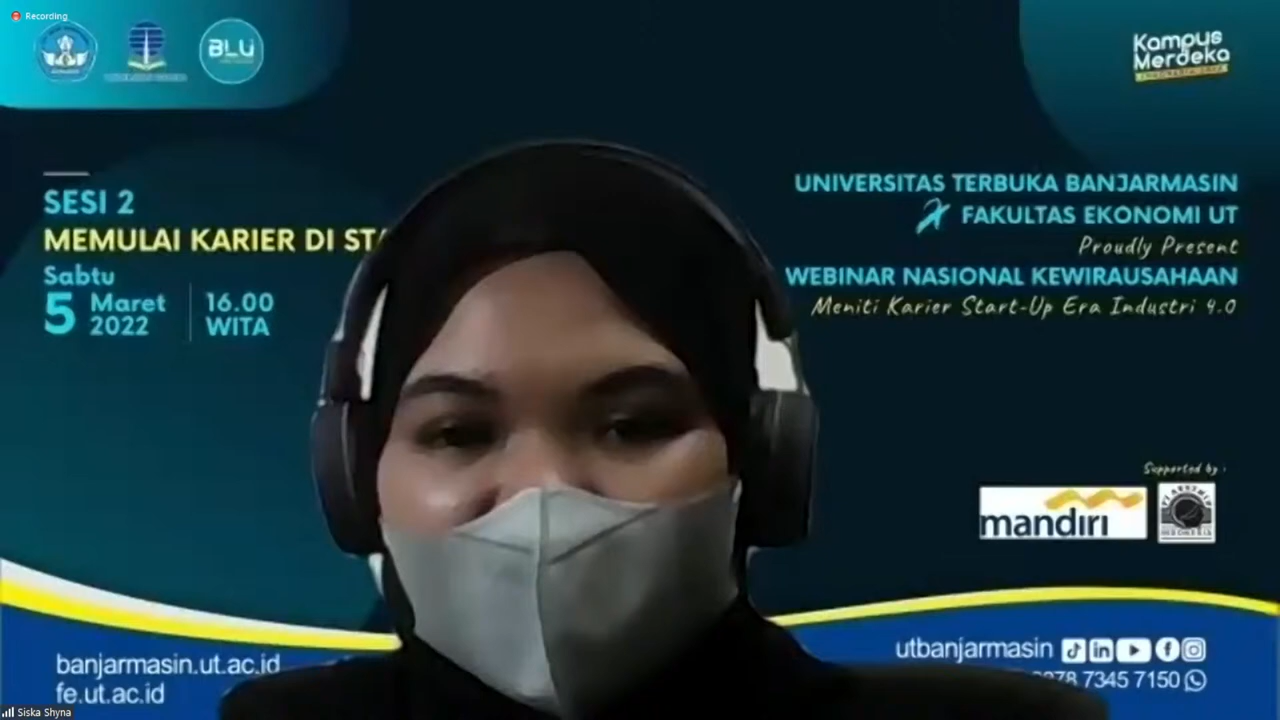 Recording
BLU
Kampus
Merdeka
INDONESIA JAYA
SESI 2
MEMULAI KARIER DI STA
Sabtu
5 Maret
2022
16.00
WITA
UNIVERSITAS TERBUKA BANJARMASIN
X FAKULTAS EKONOMI UT
Proudly Present
WEBINAR NASIONAL KEWIRAUSAHAAN
Meniti Karier Start-Up Era Industri 4.0
Supported by :
mandiri
banjarmasin.ut.ac.id
fe.ut.ac.id
utbanjarmasin
7345 7150
Siska Shyna